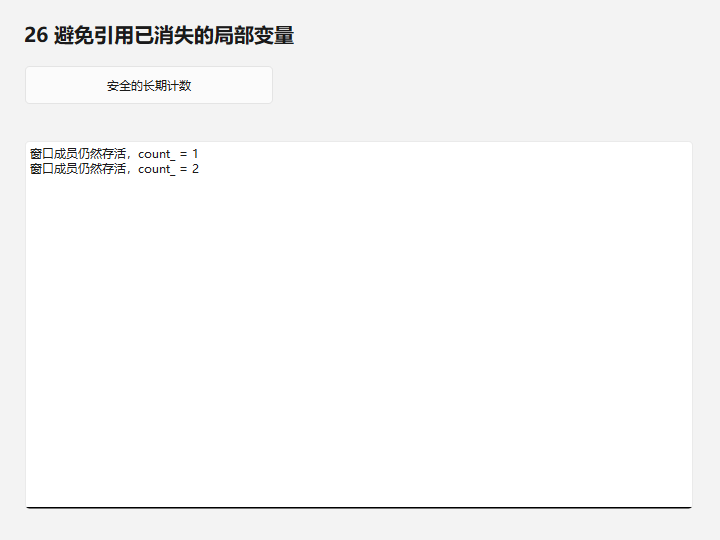 26 避免引用已消失的局部变量
安全的长期计数
窗口成员仍然存活，count_ = 1
窗口成员仍然存活，count_ = 2